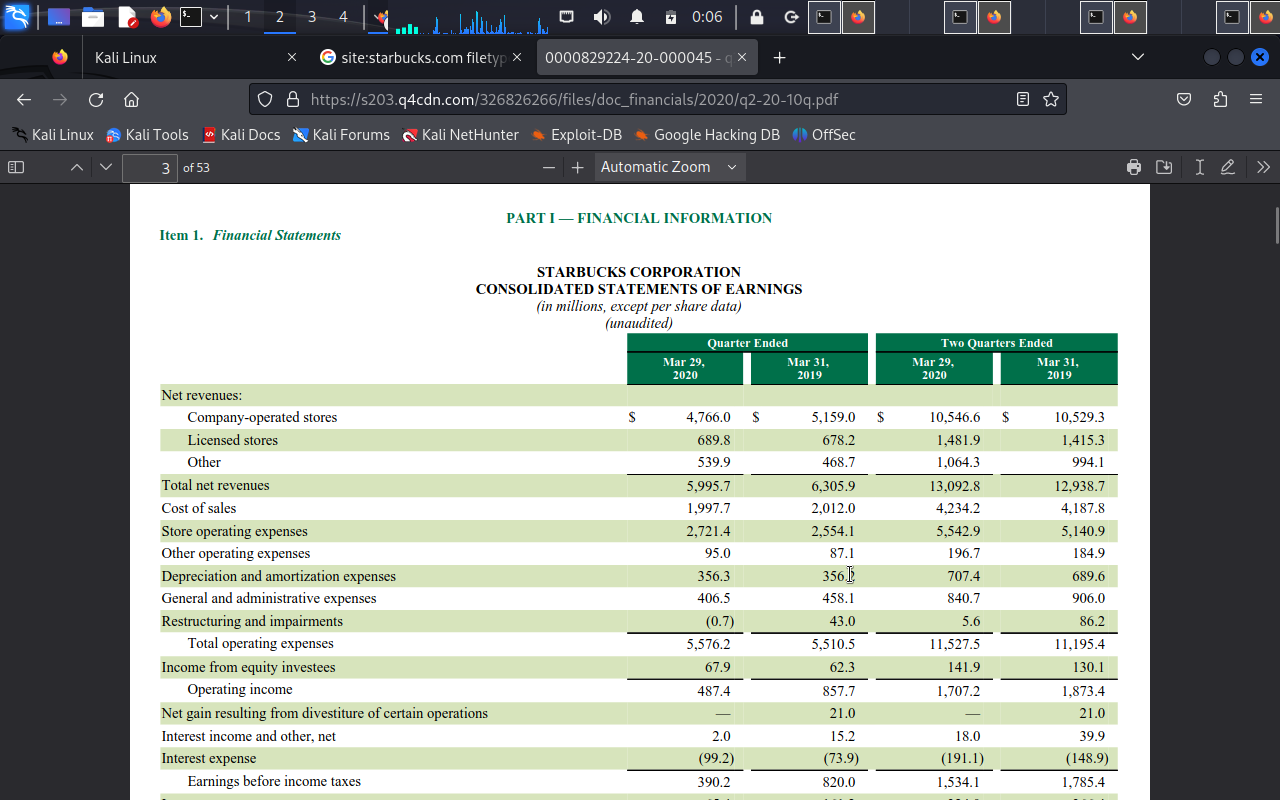 1 2 3 4 0:06
Kali Linux site:starbucks.com filetyp 0000829224-20-000045 - q
https://s203.q4cdn.com/326826266/files/doc_financials/2020/q2-20-10q.pdf
Kali Linux Kali Tools Kali Docs Kali Forums Kali NetHunter Exploit-DB Google Hacking DB OffSec
3 of 53 Automatic Zoom
PART I — FINANCIAL INFORMATION
Item 1. Financial Statements
STARBUCKS CORPORATION
CONSOLIDATED STATEMENTS OF EARNINGS
(in millions, except per share data)
(unaudited)
Quarter Ended Two Quarters Ended
Mar 29, Mar 31, Mar 29, Mar 31,
2020 2019 2020 2019
Net revenues:
Company-operated stores $ 4,766.0 $ 5,159.0 $ 10,546.6 $ 10,529.3
Licensed stores 689.8 678.2 1,481.9 1,415.3
Other 539.9 468.7 1,064.3 994.1
Total net revenues 5,995.7 6,305.9 13,092.8 12,938.7
Cost of sales 1,997.7 2,012.0 4,234.2 4,187.8
Store operating expenses 2,721.4 2,554.1 5,542.9 5,140.9
Other operating expenses 95.0 87.1 196.7 184.9
Depreciation and amortization expenses 356.3 707.4 689.6
General and administrative expenses 406.5 458.1 840.7 906.0
Restructuring and impairments (0.7) 43.0 5.6 86.2
Total operating expenses 5,576.2 5,510.5 11,527.5 11,195.4
Income from equity investees 67.9 62.3 141.9 130.1
Operating income 487.4 857.7 1,707.2 1,873.4
Net gain resulting from divestiture of certain operations — 21.0 — 21.0
Interest income and other, net 2.0 15.2 18.0 39.9
Interest expense (99.2) (73.9) (191.1) (148.9)
Earnings before income taxes 390.2 820.0 1,534.1 1,785.4